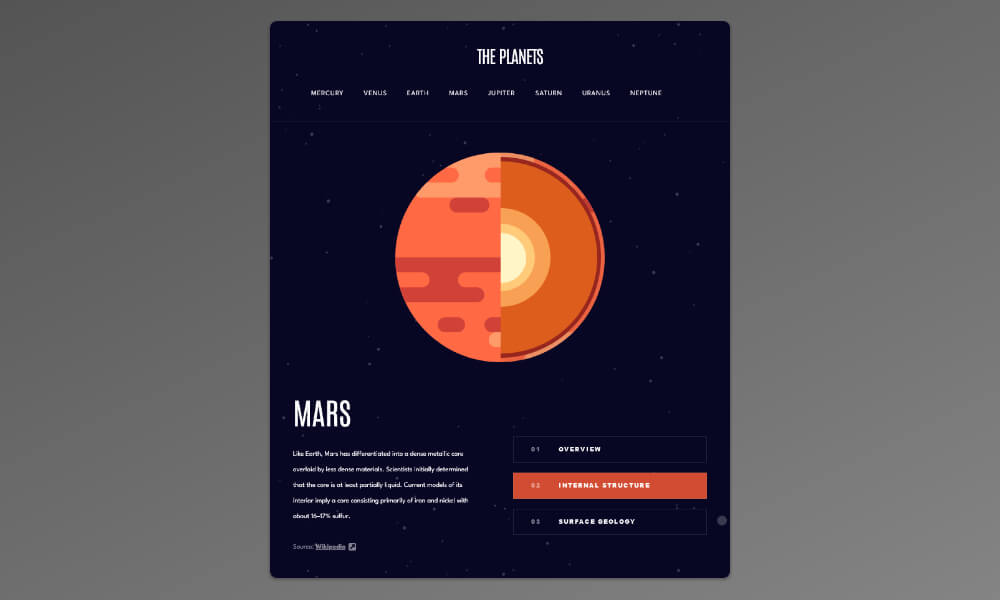 THE PLANETS
MERCURY VENUS EARTH MARS JUPITER SATURN URANUS NEPTUNE
MARS
Like Earth, Mars has differentiated into a dense metallic core
overlaid by less dense materials. Scientists initially determined
that the core is at least partially liquid. Current models of its
interior imply a core consisting primarily of iron and nickel with
about 16–17% sulfur.
Source: Wikipedia
01 OVERVIEW
02 INTERNAL STRUCTURE
03 SURFACE GEOLOGY